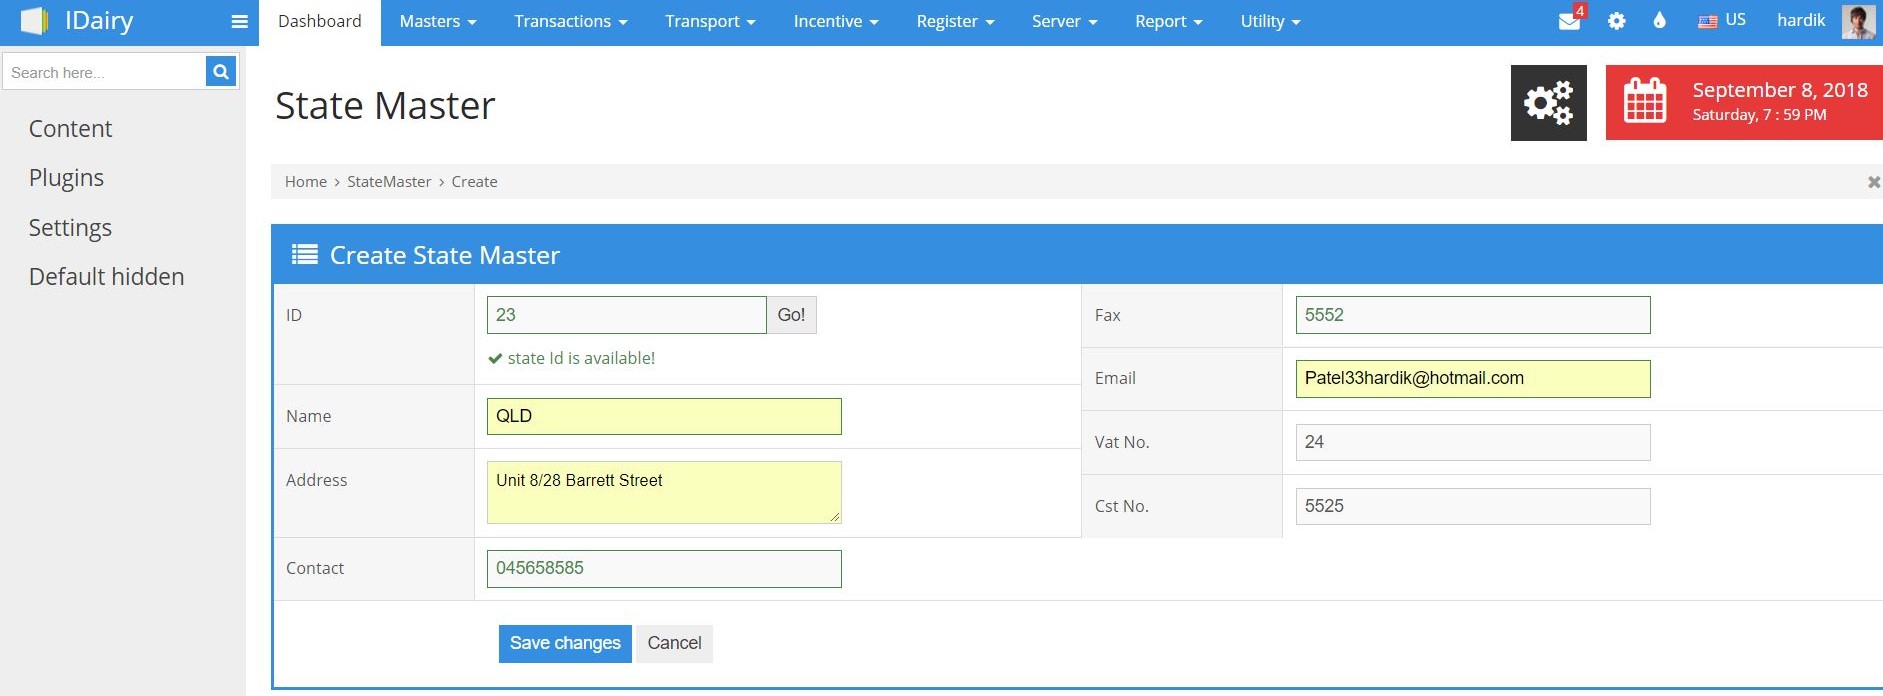 IDairy
Dashboard Masters Transactions Transport Incentive Register Server Report Utility 4 US hardik
Search here...
Content
Plugins
Settings
Default hidden
State Master
September 8, 2018
Saturday, 7 : 59 PM
Home > StateMaster > Create
Create State Master
ID 23 Go!
state Id is available!
Name QLD
Address Unit 8/28 Barrett Street
Contact 045658585
Fax 5552
Email Patel33hardik@hotmail.com
Vat No. 24
Cst No. 5525
Save changes Cancel